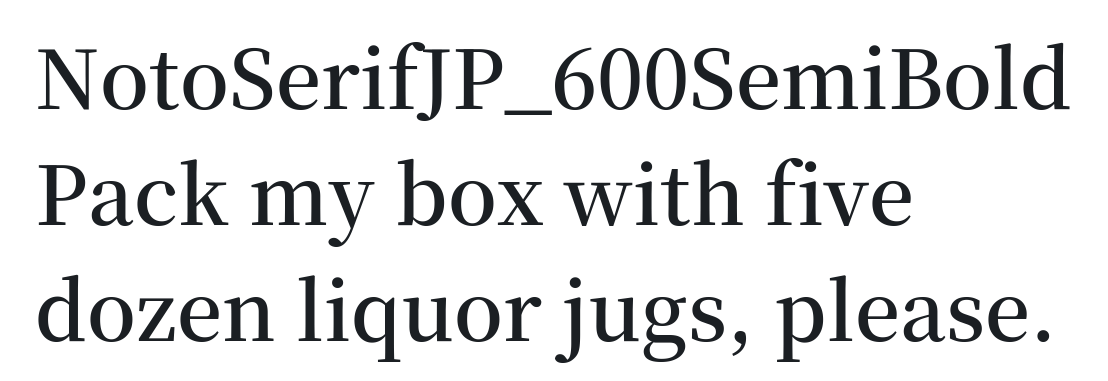 NotoSerifJP_600SemiBold
Pack my box with five
dozen liquor jugs, please.